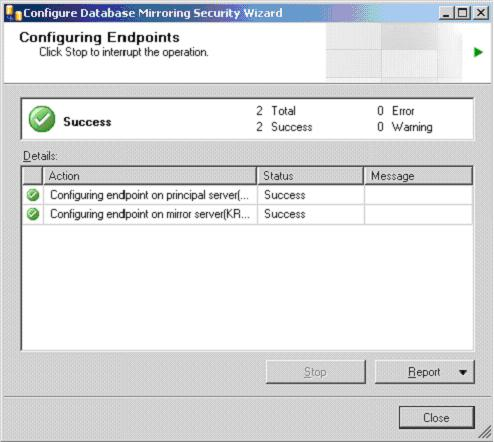 Configure Database Mirroring Security Wizard
Configuring Endpoints
Click Stop to interrupt the operation.
Success
2 Total
0 Error
2 Success
0 Warning
Details:
Action Status Message
Configuring endpoint on principal server(... Success
Configuring endpoint on mirror server(KR... Success
Stop
Report
Close